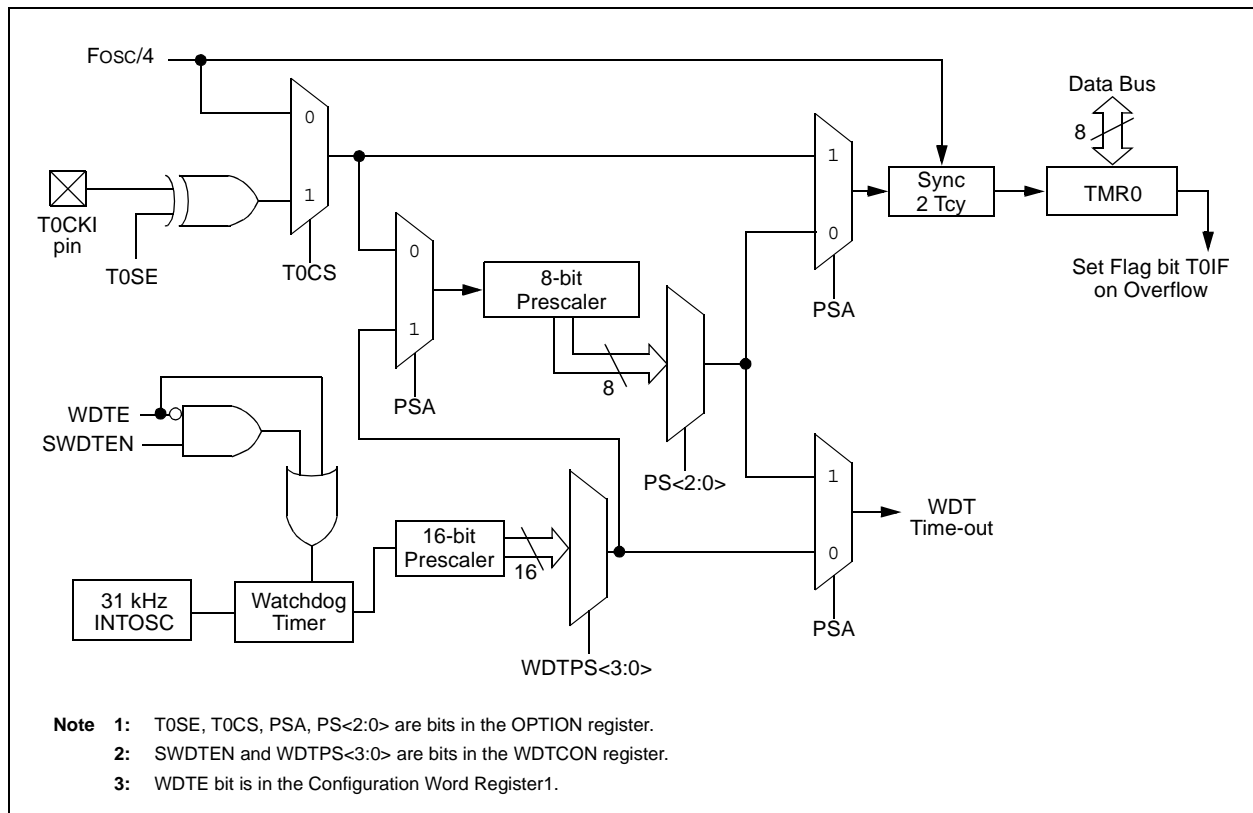 FOSC/4
Data Bus
8
0
1
T0CKI
pin
T0SE
T0CS
1
0
PSA
Sync
2 TCY
TMR0
Set Flag bit T0IF
on Overflow
0
1
PSA
8-bit
Prescaler
8
PS<2:0>
WDTE
SWDTEN
1
0
PSA
WDT
Time-out
16-bit
Prescaler
16
WDTPS<3:0>
31 kHz
INTOSC
Watchdog
Timer
Note 1: T0SE, T0CS, PSA, PS<2:0> are bits in the OPTION register.
2: SWDTEN and WDTPS<3:0> are bits in the WDTCON register.
3: WDTE bit is in the Configuration Word Register1.